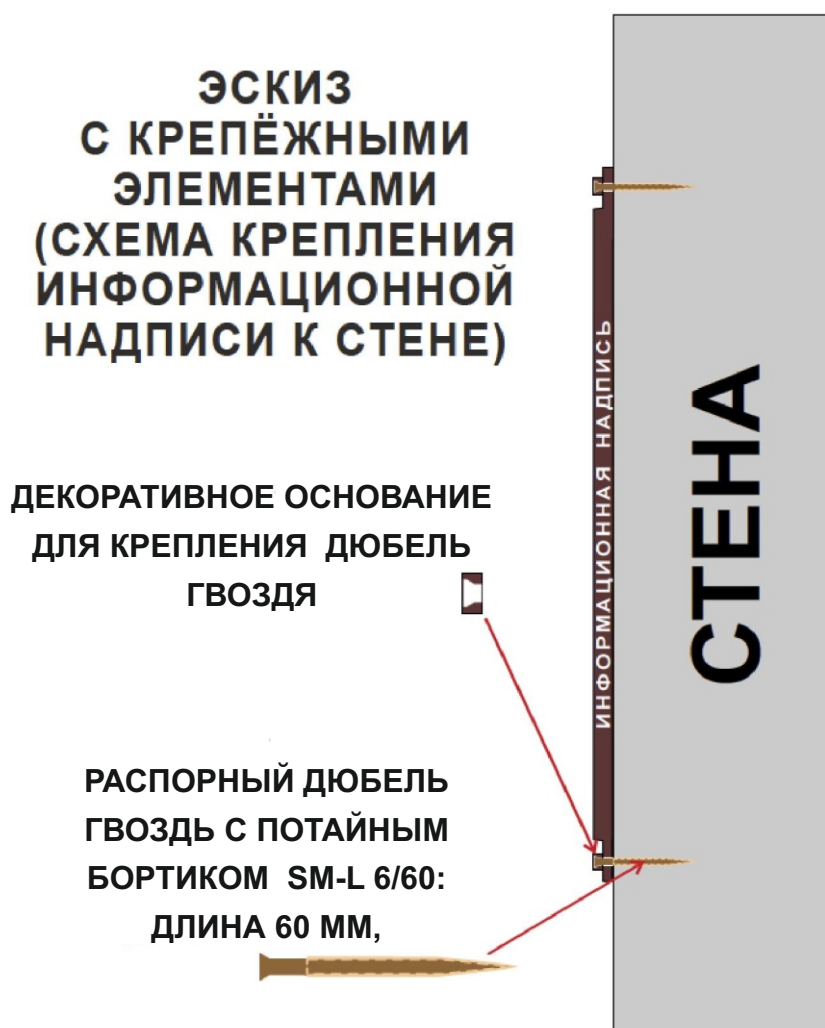 ЭСКИЗ
С КРЕПЁЖНЫМИ
ЭЛЕМЕНТАМИ
(СХЕМА КРЕПЛЕНИЯ
ИНФОРМАЦИОННОЙ
НАДПИСИ К СТЕНЕ)
ДЕКОРАТИВНОЕ ОСНОВАНИЕ
ДЛЯ КРЕПЛЕНИЯ ДЮБЕЛЬ
ГВОЗДЯ
РАСПОРНЫЙ ДЮБЕЛЬ
ГВОЗДЬ С ПОТАЙНЫМ
БОРТИКОМ SM-L 6/60:
ДЛИНА 60 ММ,
ИНФОРМАЦИОННАЯ НАДПИСЬ
СТЕНА